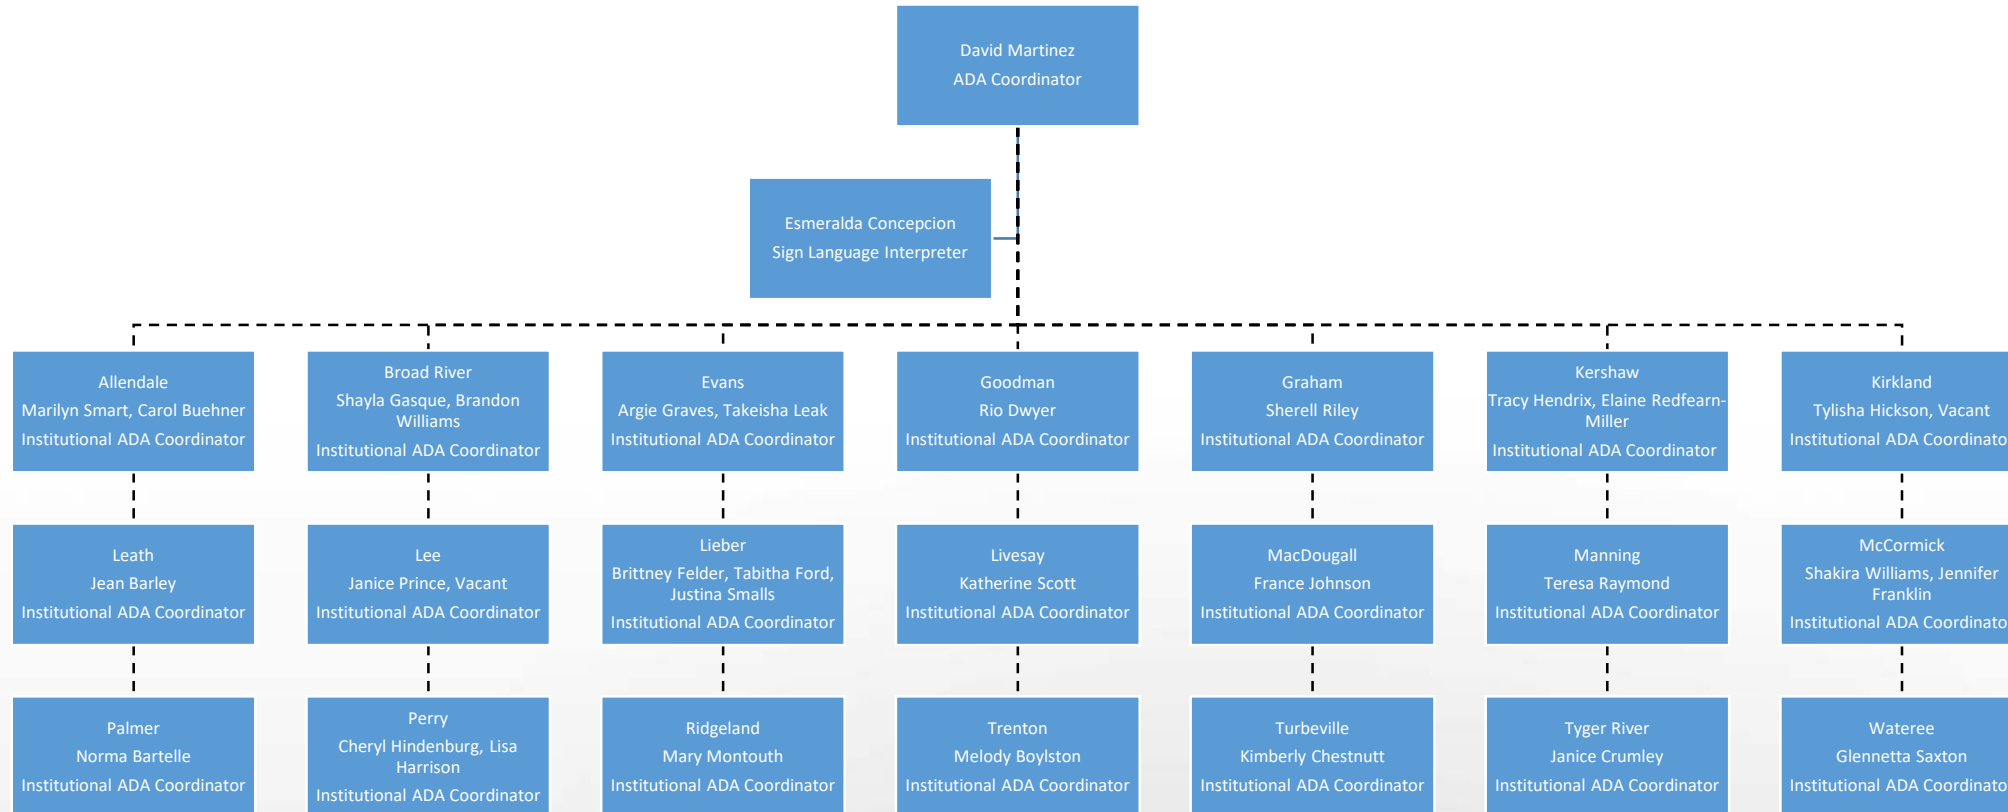 David Martinez
ADA Coordinator
Esmeralda Concepcion
Sign Language Interpreter
Allendale
Marilyn Smart, Carol Buehner
Institutional ADA Coordinator
Broad River
Shayla Gasque, Brandon
Williams
Institutional ADA Coordinator
Evans
Argie Graves, Takeisha Leak
Institutional ADA Coordinator
Goodman
Rio Dwyer
Institutional ADA Coordinator
Graham
Sherell Riley
Institutional ADA Coordinator
Kershaw
Tracy Hendrix, Elaine Redfearn-
Miller
Institutional ADA Coordinator
Kirkland
Tylisha Hickson, Vacant
Institutional ADA Coordinato
Leath
Jean Barley
Institutional ADA Coordinator
Lee
Janice Prince, Vacant
Institutional ADA Coordinator
Lieber
Brittney Felder, Tabitha Ford,
Justina Smalls
Institutional ADA Coordinator
Livesay
Katherine Scott
Institutional ADA Coordinator
MacDougall
France Johnson
Institutional ADA Coordinator
Manning
Teresa Raymond
Institutional ADA Coordinator
McCormick
Shakira Williams, Jennifer
Franklin
Institutional ADA Coordinato
Palmer
Norma Bartelle
Institutional ADA Coordinator
Perry
Cheryl Hindenburg, Lisa
Harrison
Institutional ADA Coordinator
Ridgeland
Mary Montouth
Institutional ADA Coordinator
Trenton
Melody Boylston
Institutional ADA Coordinator
Turbeville
Kimberly Chestnutt
Institutional ADA Coordinator
Tyger River
Janice Crumley
Institutional ADA Coordinator
Wateree
Glennetta Saxton
Institutional ADA Coordinato